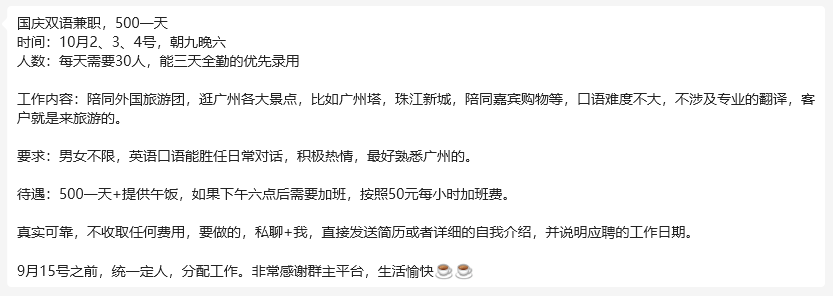 国庆双语兼职，500一天
时间：10月2、3、4号，朝九晚六
人数：每天需要30人，能三天全勤的优先录用
工作内容：陪同外国旅游团，逛广州各大景点，比如广州塔，珠江新城，陪同嘉宾购物等，口语难度不大，不涉及专业的翻译，客
户就是来旅游的。
要求：男女不限，英语口语能胜任日常对话，积极热情，最好熟悉广州的。
待遇：500一天+提供午饭，如果下午六点后需要加班，按照50元每小时加班费。
真实可靠，不收取任何费用，要做的，私聊+我，直接发送简历或者详细的自我介绍，并说明应聘的工作日期。
9月15号之前，统一定人，分配工作。非常感谢群主平台，生活愉快☕☕